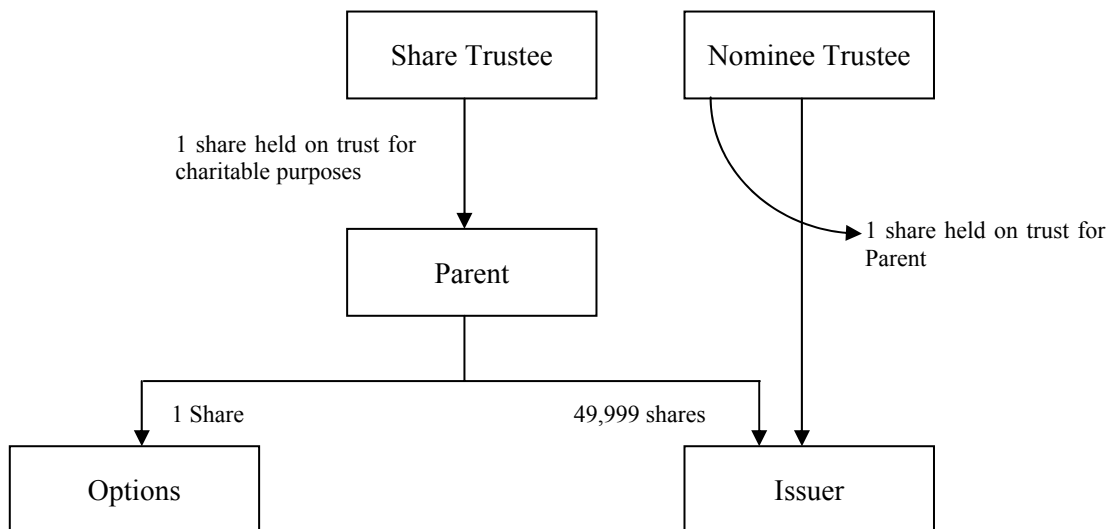 Share Trustee
Nominee Trustee
1 share held on trust for
charitable purposes
1 share held on trust for
Parent
Parent
1 Share
49,999 shares
Options
Issuer